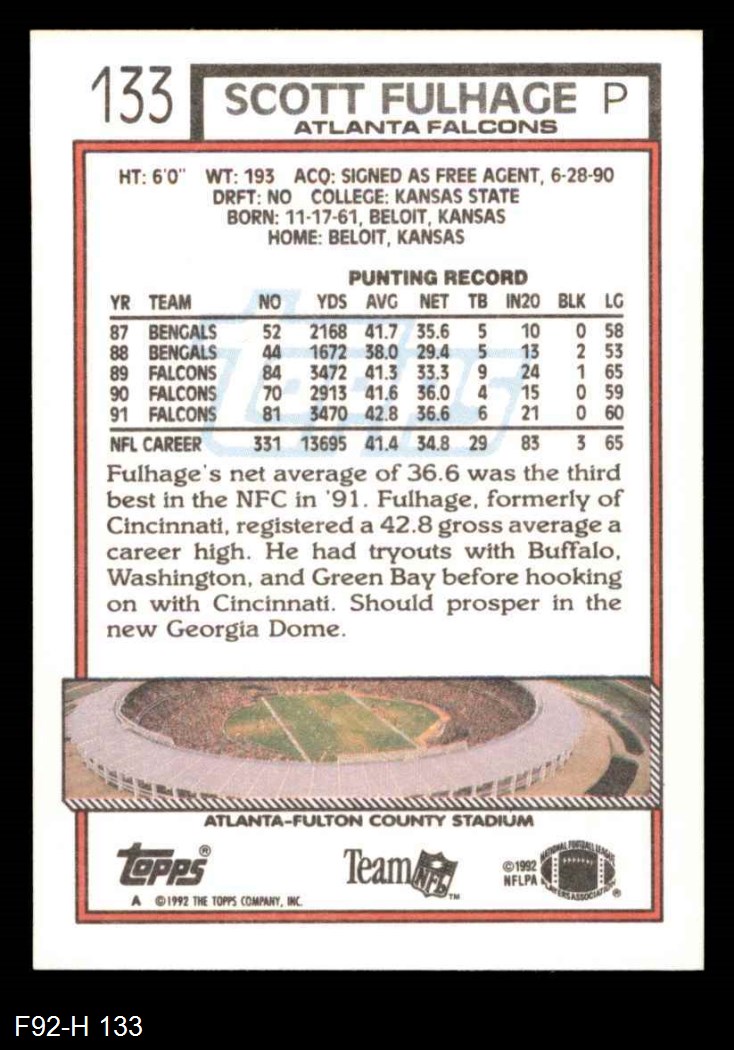 133
SCOTT FULHAGE P
ATLANTA FALCONS
HT: 6'0" WT: 193 ACQ: SIGNED AS FREE AGENT, 6-28-90
DRFT: NO COLLEGE: KANSAS STATE
BORN: 11-17-61, BELOIT, KANSAS
HOME: BELOIT, KANSAS
PUNTING RECORD
YR TEAM NO YDS AVG NET TB IN20 BLK LG
87 BENGALS 52 2168 41.7 35.6 5 10 0 58
88 BENGALS 44 1672 38.0 29.4 5 13 2 53
89 FALCONS 84 3472 41.3 33.3 9 24 1 65
90 FALCONS 70 2913 41.6 36.0 4 15 0 59
91 FALCONS 81 3470 42.8 36.6 6 21 0 60
NFL CAREER 331 13695 41.4 34.8 29 83 3 65
topps
Fulhage's net average of 36.6 was the third
best in the NFC in '91. Fulhage, formerly of
Cincinnati, registered a 42.8 gross average a
career high. He had tryouts with Buffalo,
Washington, and Green Bay before hooking
on with Cincinnati. Should prosper in the
new Georgia Dome.
ATLANTA-FULTON COUNTY STADIUM
topps®
Team NFL™
©1992
NFLPA
NATIONAL FOOTBALL LEAGUE
PLAYERS ASSOCIATION ®
A ©1992 THE TOPPS COMPANY, INC.
F92-H 133